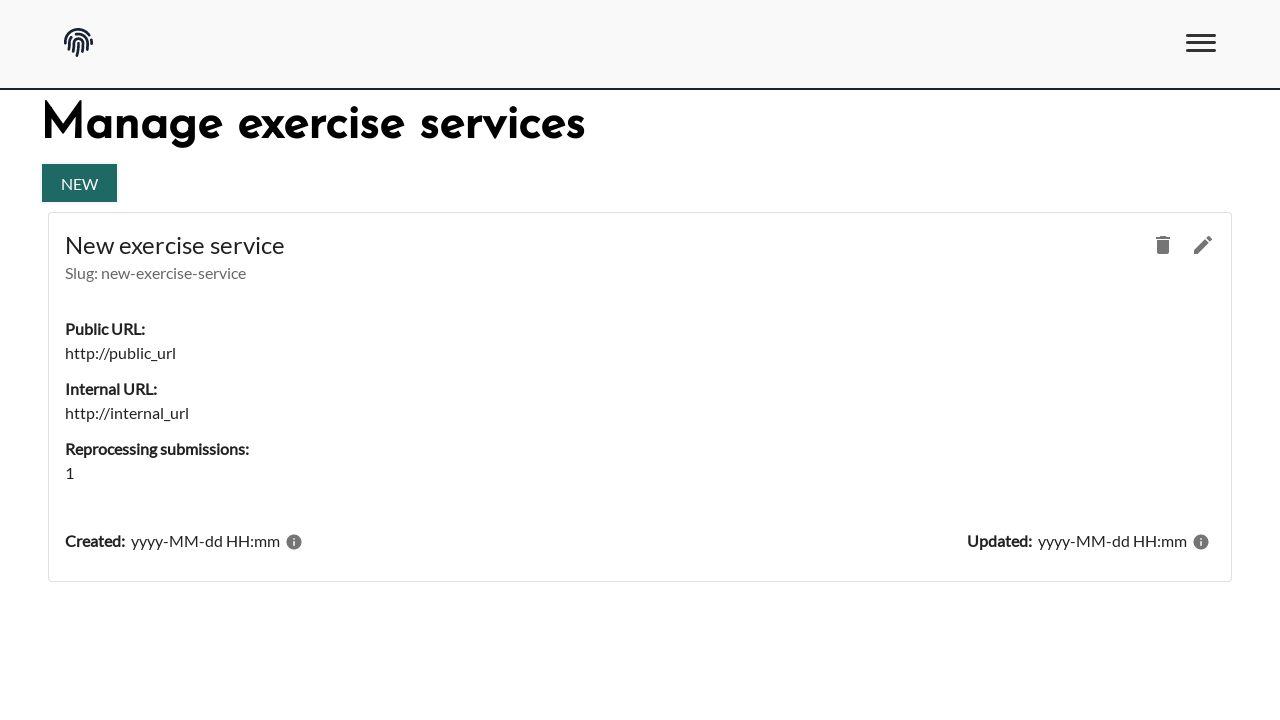 Manage exercise services
NEW
New exercise service
Slug: new-exercise-service
Public URL:
http://public_url
Internal URL:
http://internal_url
Reprocessing submissions:
1
Created: yyyy-MM-dd HH:mm
Updated: yyyy-MM-dd HH:mm